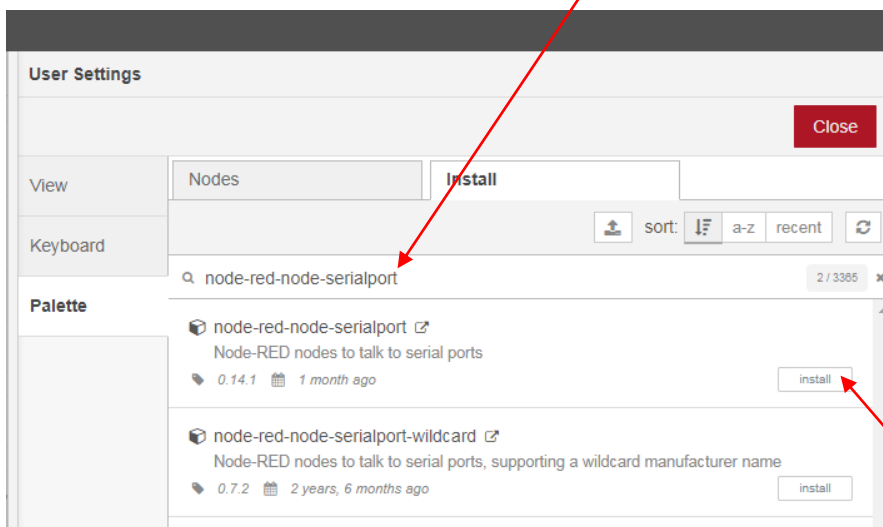 User Settings
Close
View
Nodes
Install
sort:
a-z
recent
Keyboard
node-red-node-serialport
2 / 3365
Palette
node-red-node-serialport
Node-RED nodes to talk to serial ports
0.14.1
1 month ago
install
node-red-node-serialport-wildcard
Node-RED nodes to talk to serial ports, supporting a wildcard manufacturer name
0.7.2
2 years, 6 months ago
install